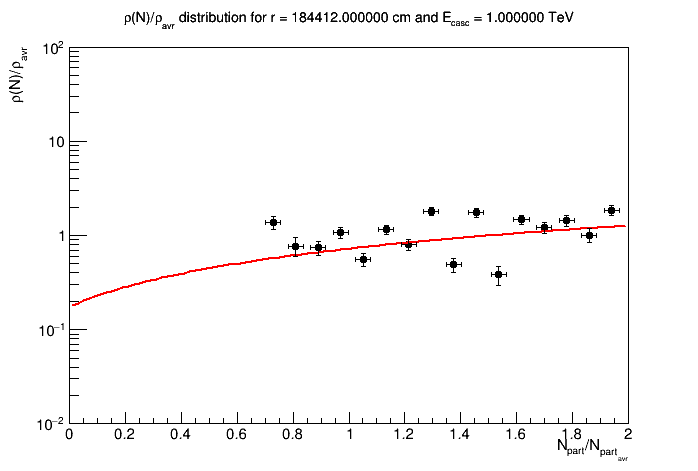 ρ(N)/ρavr distribution for r = 184412.000000 cm and Ecasc = 1.000000 TeV
ρ(N)/ρavr
10²
10
1
10⁻¹
10⁻²
0 0.2 0.4 0.6 0.8 1 1.2 1.4 1.6 1.8 2
Npart/Npartavr